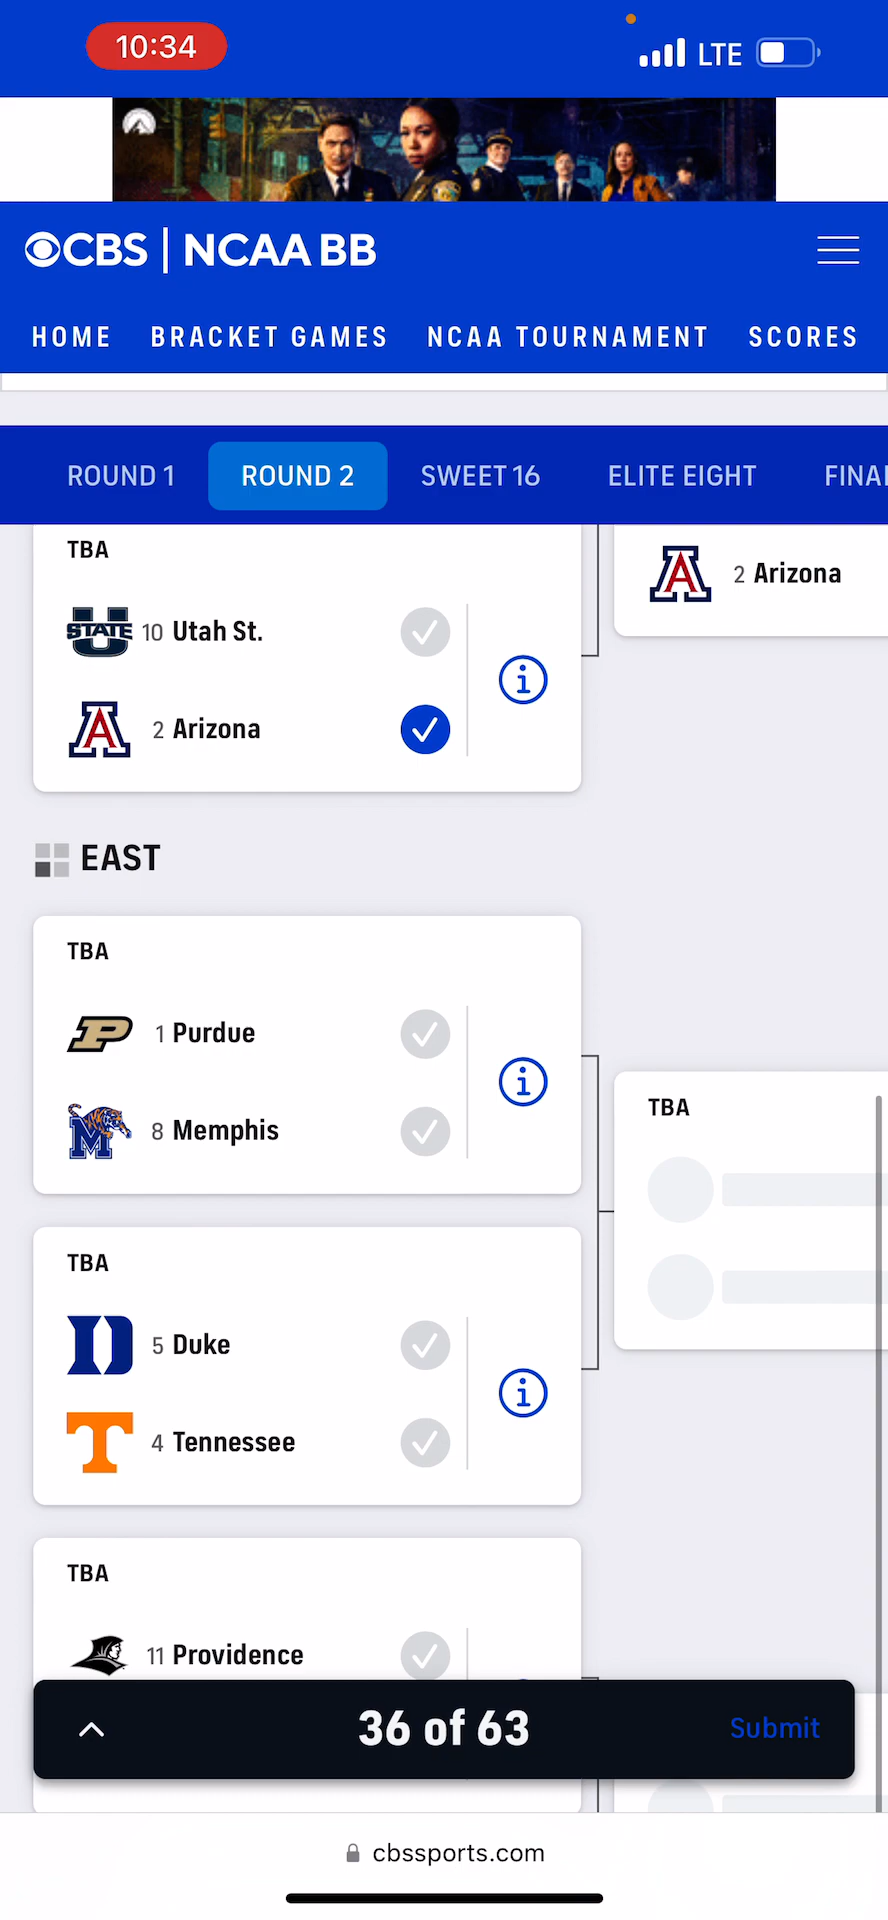 10:34
LTE
CBS | NCAA BB
HOME BRACKET GAMES NCAA TOURNAMENT SCORES
ROUND 1 ROUND 2 SWEET 16 ELITE EIGHT FINA
TBA
STATE 10 Utah St.
2 Arizona
2 Arizona
EAST
TBA
1 Purdue
8 Memphis
TBA
TBA
5 Duke
4 Tennessee
TBA
11 Providence
36 of 63 Submit
cbssports.com